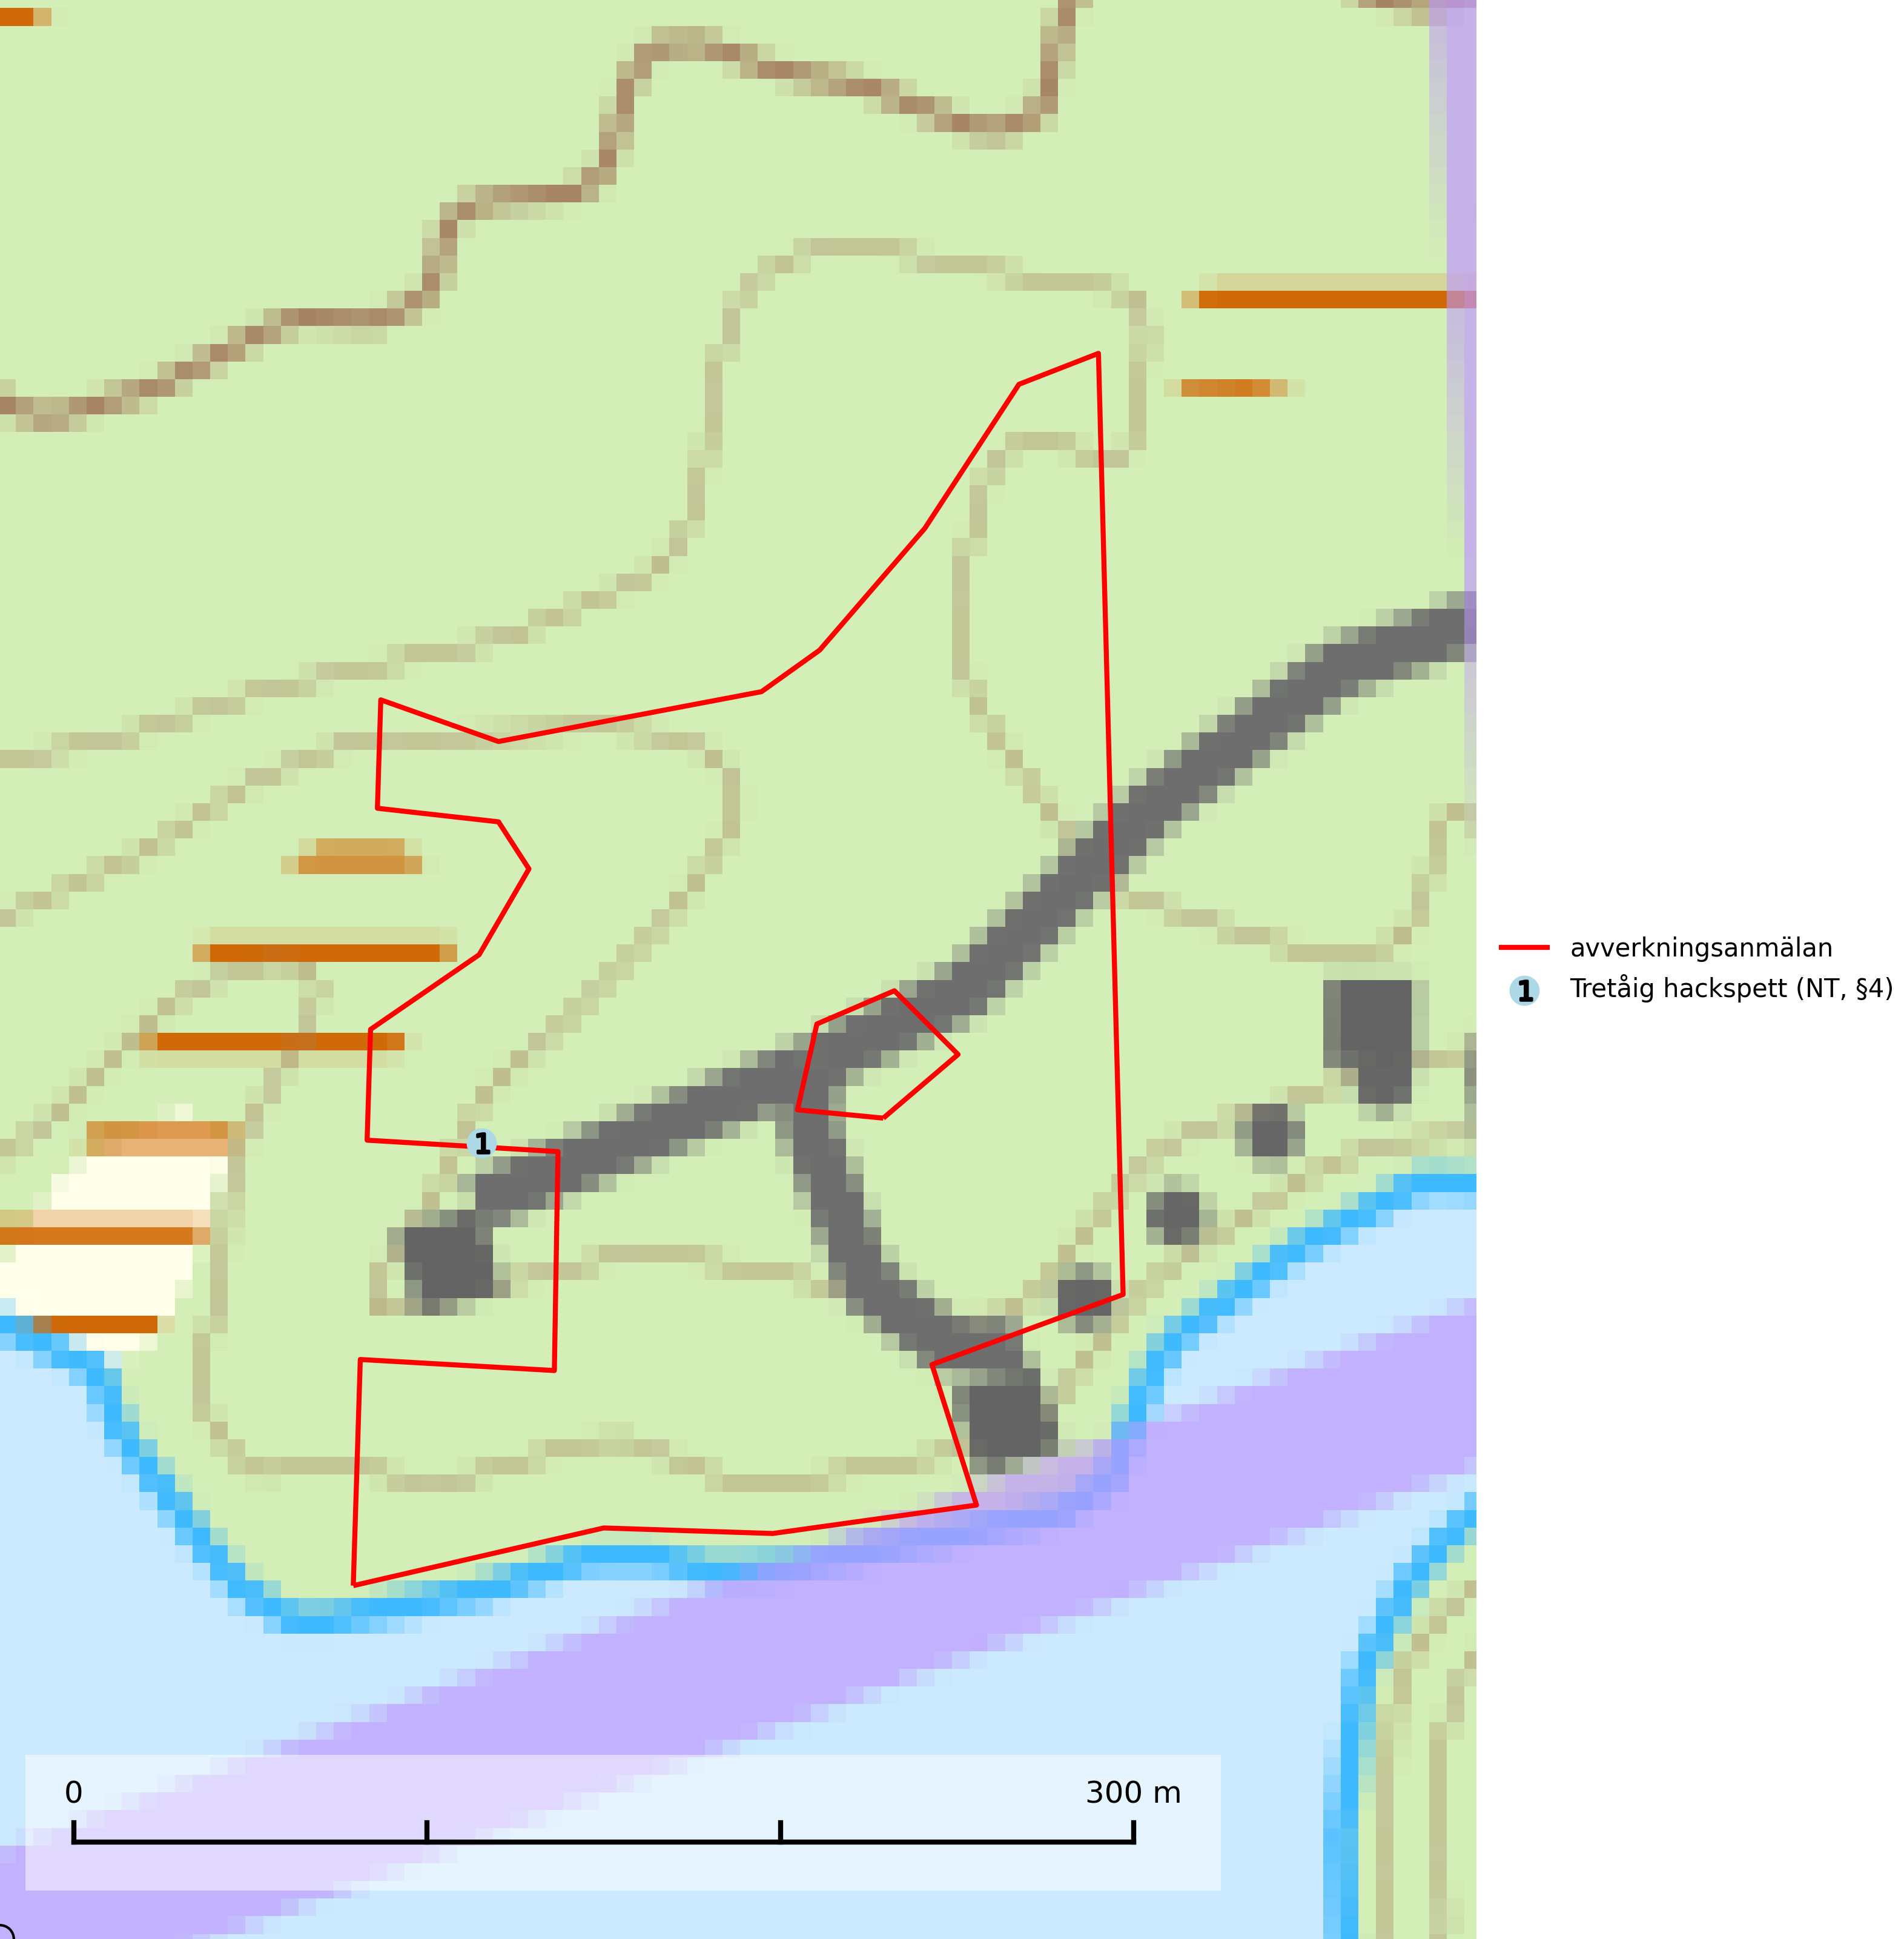 1
avverkningsanmälan
1 Tretåig hackspett (NT, §4)
0 300 m